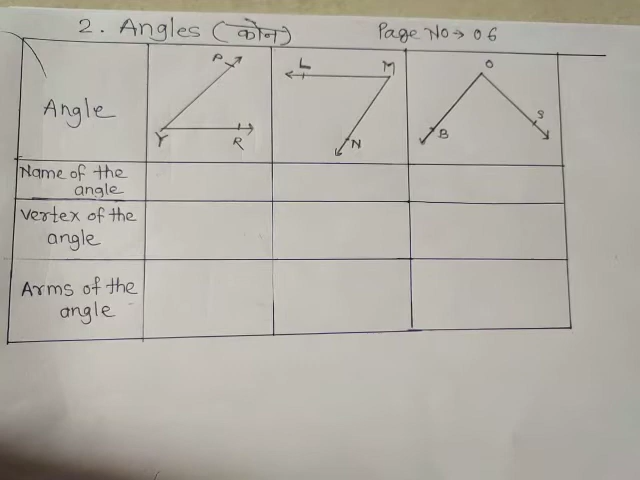 2. Angles (कोन) Page No → 06
Angle
P
Y
R
L
M
N
O
B
S
Name of the
angle
Vertex of the
angle
Arms of the
angle